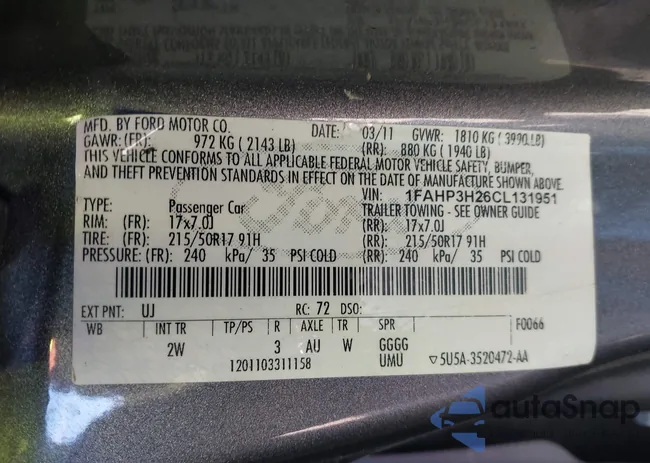 MFD. BY FORD MOTOR CO. DATE: 03/11 GVWR: 1810 KG ( 3990LB)
GAWR: (FR): 972 KG ( 2143 LB) (RR): 880 KG ( 1940 LB)
THIS VEHICLE CONFORMS TO ALL APPLICABLE FEDERAL MOTOR VEHICLE SAFETY, BUMPER,
AND THEFT PREVENTION STANDARDS IN EFFECT ON THE DATE OF MANUFACTURE SHOWN ABOVE.
VIN: 1FAHP3H26CL131951
TYPE: Passenger Car TRAILER TOWING - SEE OWNER GUIDE
RIM: (FR): 17x7.0J (RR): 17x7.0J
TIRE: (FR): 215/50R17 91H (RR): 215/50R17 91H
PRESSURE: (FR): 240 kPa/ 35 PSI COLD (RR): 240 kPa/ 35 PSI COLD
EXT PNT: UJ RC: 72 DSO:
WB INT TR TP/PS R AXLE TR SPR F0066
2W 3 AU W GGGG
1201103311158 UMU ▽5U5A-3520472-AA
autoSnap